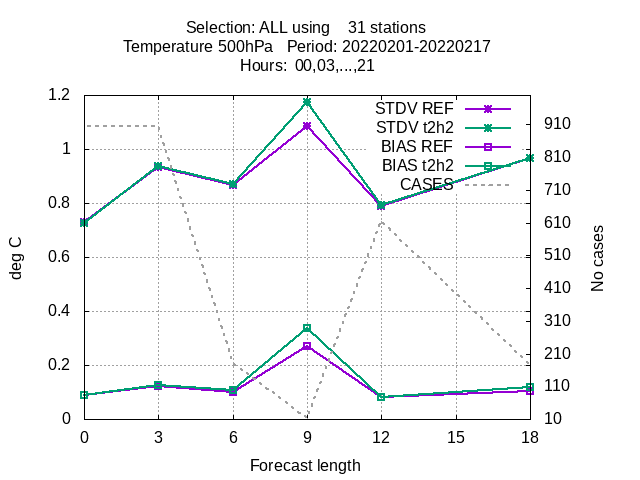 Selection: ALL using    31 stations
Temperature 500hPa   Period: 20220201-20220217
Hours:  00,03,...,21
STDV REF
STDV t2h2
BIAS REF
BIAS t2h2
CASES
1.2
1
0.8
0.6
0.4
0.2
0
deg C
910
810
710
610
510
410
310
210
110
10
No cases
0 3 6 9 12 15 18
Forecast length